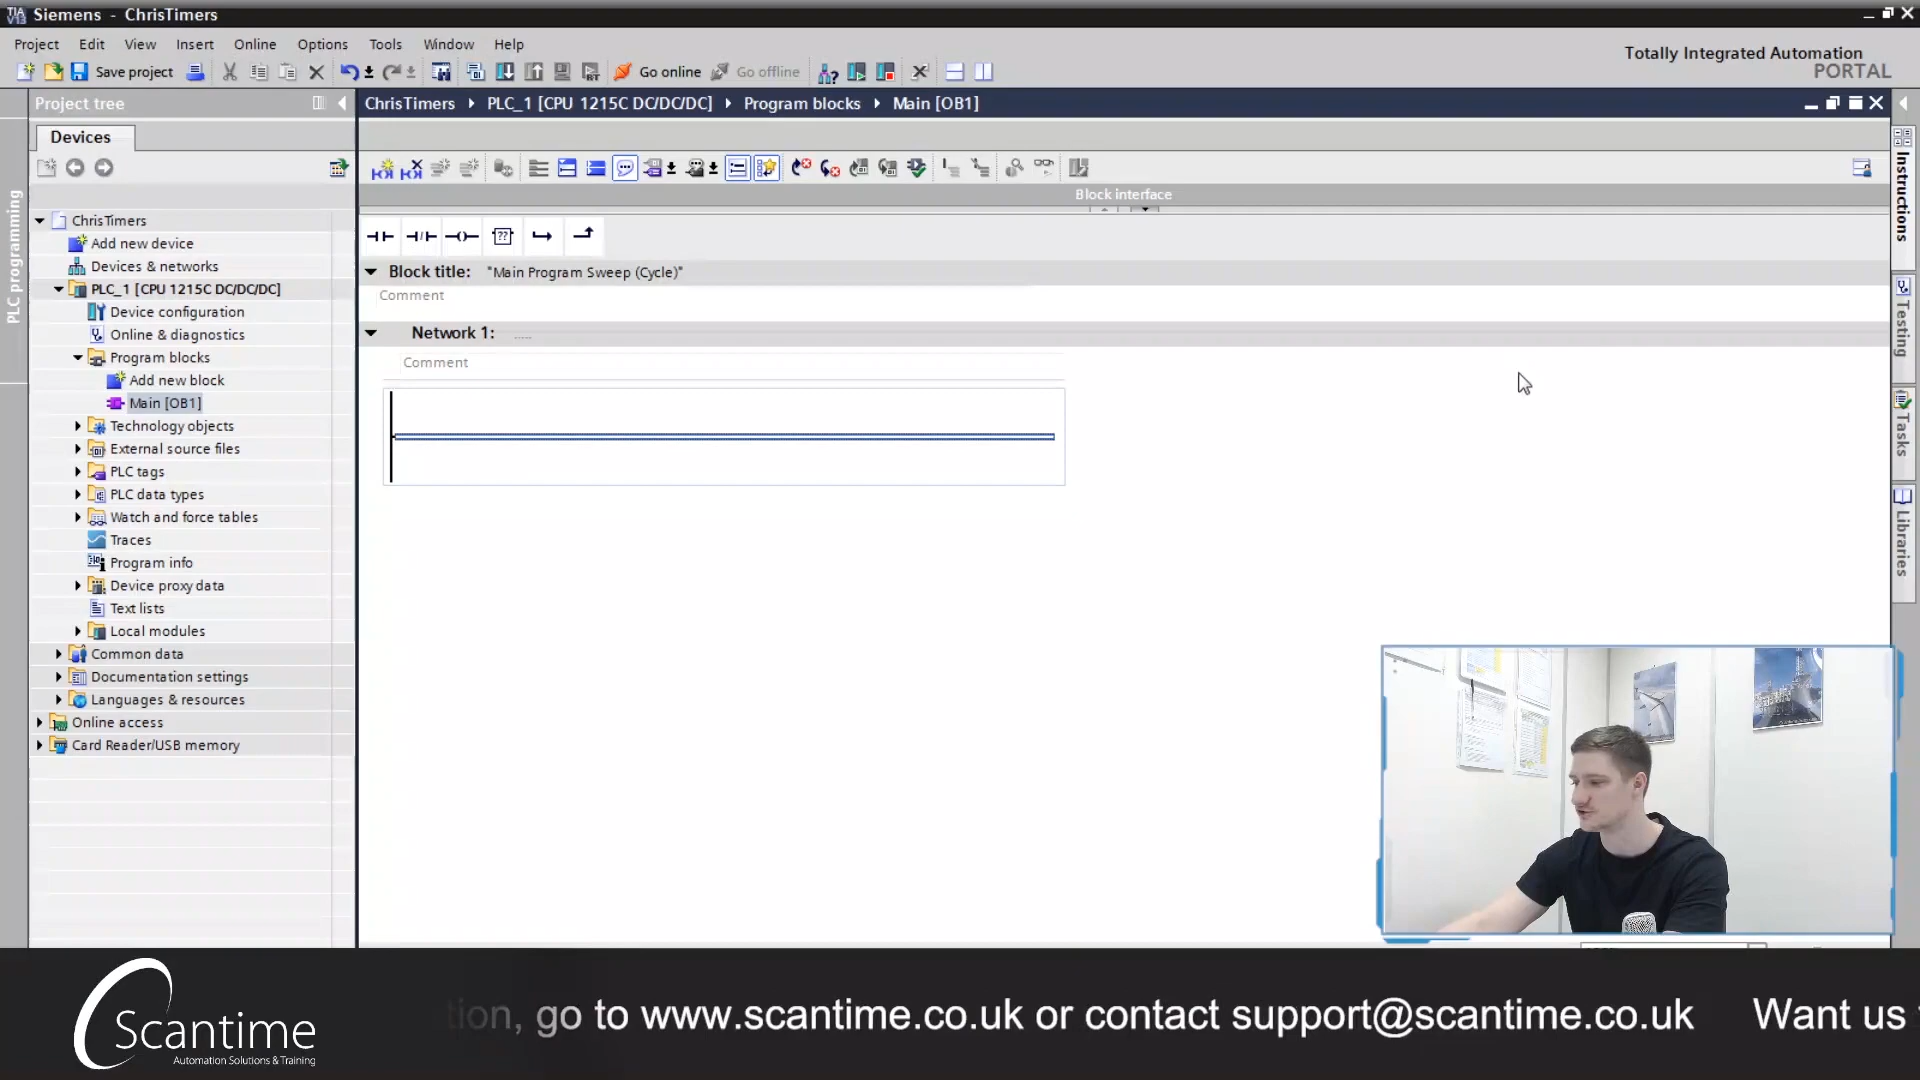 Siemens - ChrisTimers
Project Edit View Insert Online Options Tools Window Help
Totally Integrated Automation
PORTAL
Save project
Go online
Go offline
Project tree
ChrisTimers PLC_1 [CPU 1215C DC/DC/DC] Program blocks Main [OB1]
Devices
PLC programming
Block interface
Block title: "Main Program Sweep (Cycle)"
Comment
Network 1: .....
Comment
ChrisTimers
Add new device
Devices & networks
PLC_1 [CPU 1215C DC/DC/DC]
Device configuration
Online & diagnostics
Program blocks
Add new block
Main [OB1]
Technology objects
External source files
PLC tags
PLC data types
Watch and force tables
Traces
Program info
Device proxy data
Text lists
Local modules
Common data
Documentation settings
Languages & resources
Online access
Card Reader/USB memory
Instructions
Testing
Tasks
Libraries
Scantime
Automation Solutions & Training
tion, go to www.scantime.co.uk or contact support@scantime.co.uk Want us